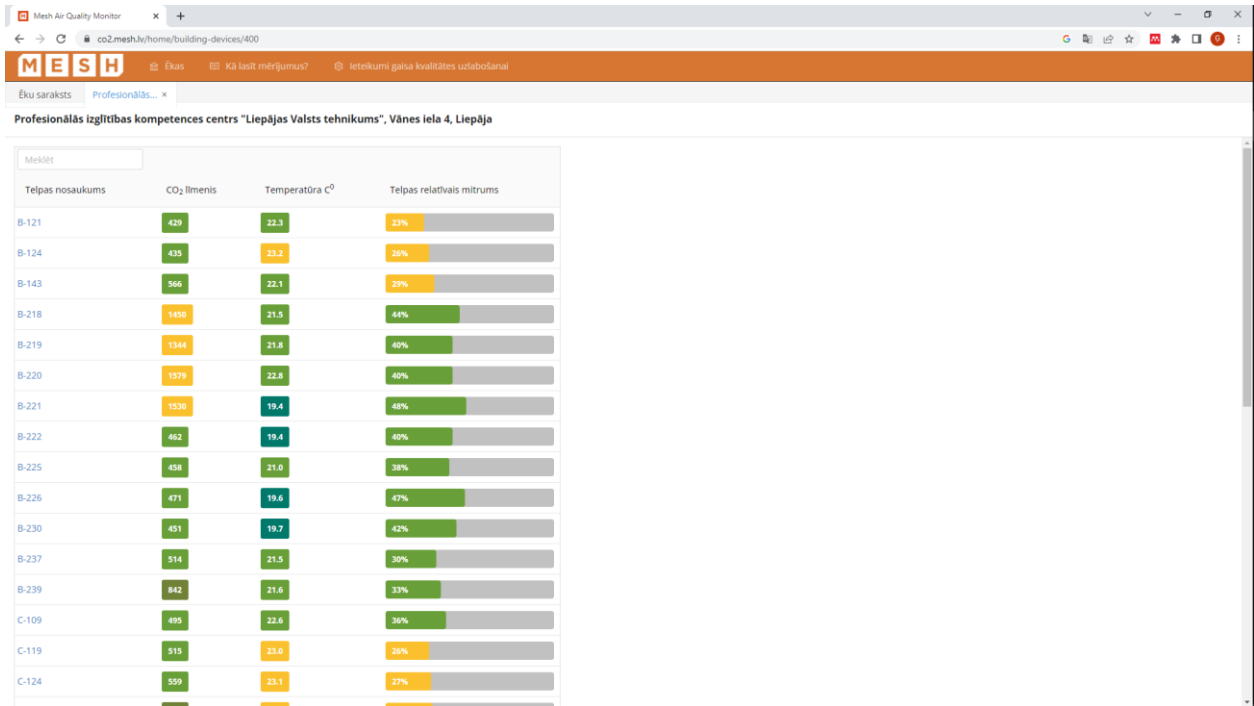 Mesh Air Quality Monitor
co2.mesh.lv/home/building-devices/400
MESH Ēkas Kā lasīt mērījumus? Ieteikumi gaisa kvalitātes uzlabošanai
Ēku saraksts Profesionālās...
Profesionālās izglītības kompetences centrs "Liepājas Valsts tehnikums", Vānes iela 4, Liepāja
Meklēt
Telpas nosaukums CO₂ līmenis Temperatūra C⁰ Telpas relatīvais mitrums
B-121 429 22.3 23%
B-124 435 23.2 26%
B-143 566 22.1 29%
B-218 1450 21.5 44%
B-219 1344 21.8 40%
B-220 1579 22.8 40%
B-221 1530 19.4 48%
B-222 462 19.4 40%
B-225 458 21.0 38%
B-226 471 19.6 47%
B-230 451 19.7 42%
B-237 514 21.5 30%
B-239 842 21.6 33%
C-109 495 22.6 36%
C-119 515 23.0 26%
C-124 559 23.1 27%